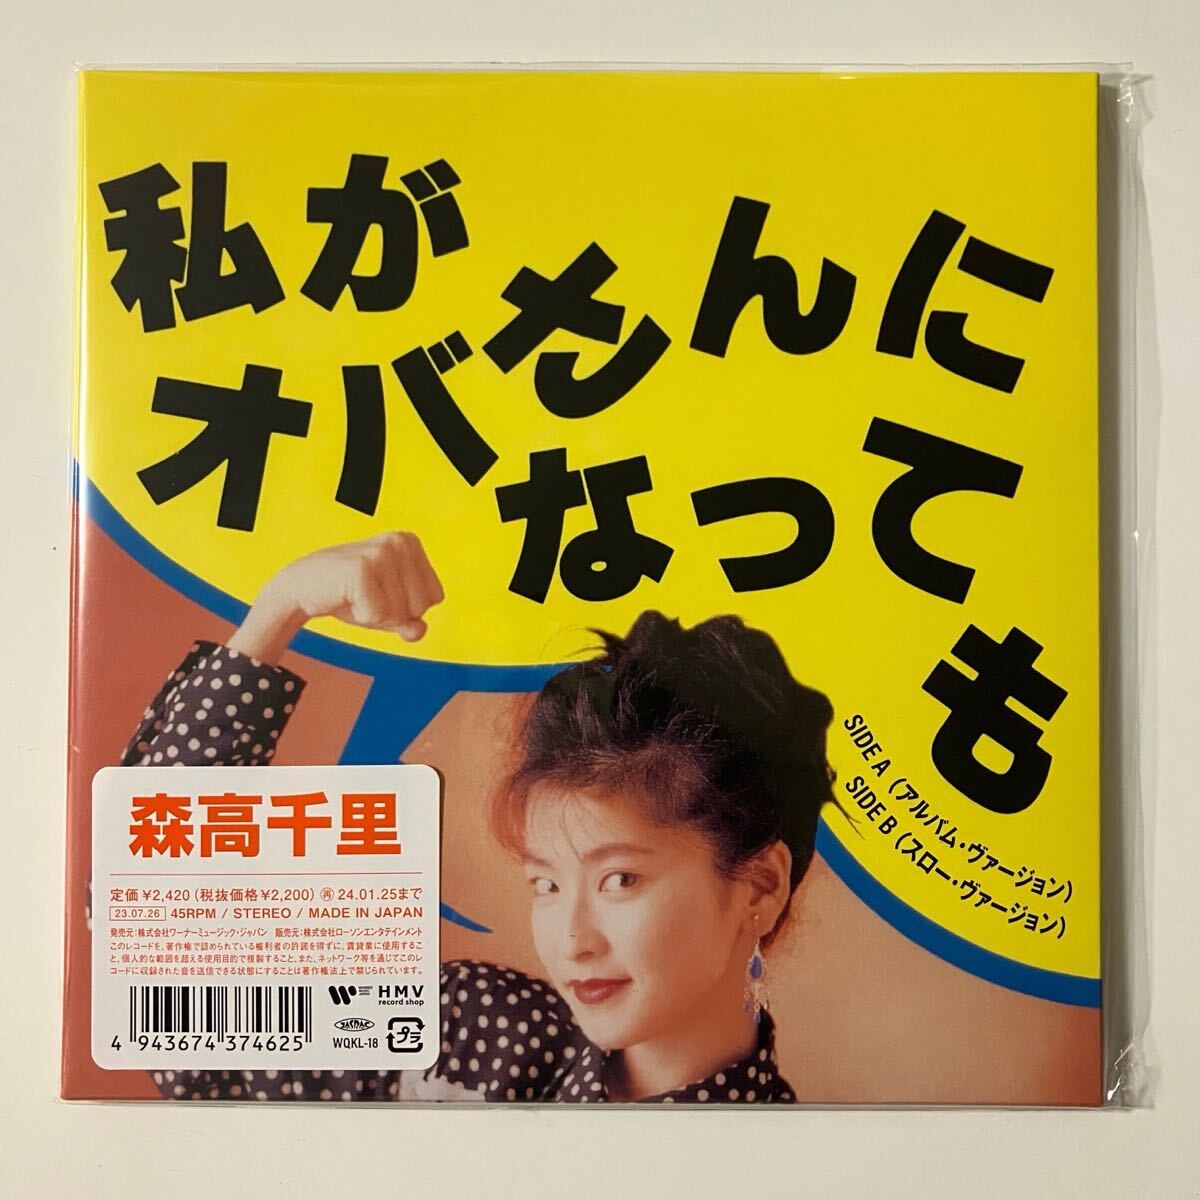 私が
オバさんに
なっても
SIDE A (アルバム・ヴァージョン)
SIDE B (スロー・ヴァージョン)
森高千里
定価 ¥2,420 (税抜価格 ¥2,200) 再 24.01.25まで
23.07.26 45RPM / STEREO / MADE IN JAPAN
発売元:株式会社ワーナーミュージック・ジャパン 販売元:株式会社ローソンエンタテインメント
このレコードを、著作権で認められている権利者の許諾を得ずに、賃貸業に使用するこ
と、個人的な範囲を超える使用目的で複製すること、また、ネットワーク等を通じてこのレ
コードに収録された音を送信できる状態にすることは著作権法上で禁じられています。
WARNER MUSIC JAPAN
HMV
record shop
JASRAC
WQKL-18
プラ
4 943674 374625